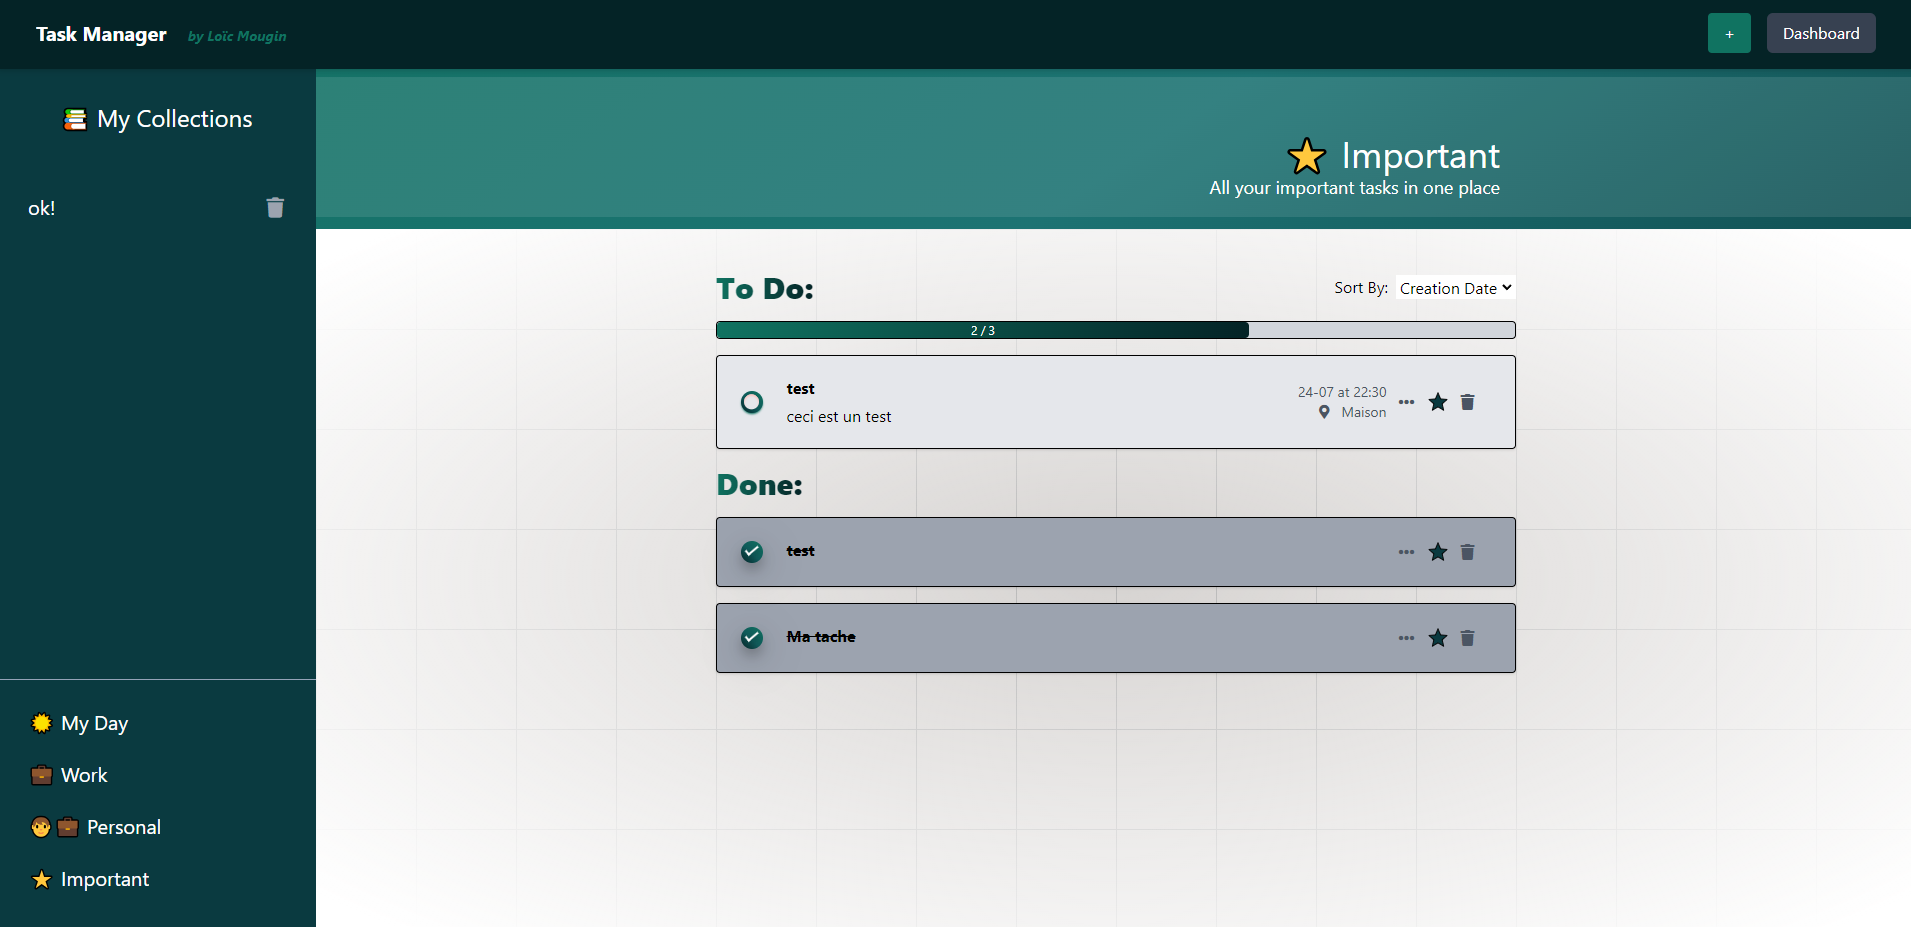 Task Manager by Loïc Mougin
+ Dashboard
My Collections
ok!
My Day
Work
Personal
Important
Important
All your important tasks in one place
To Do:
Sort By: Creation Date
2 / 3
test
ceci est un test
24-07 at 22:30
Maison
Done:
test
Ma tache